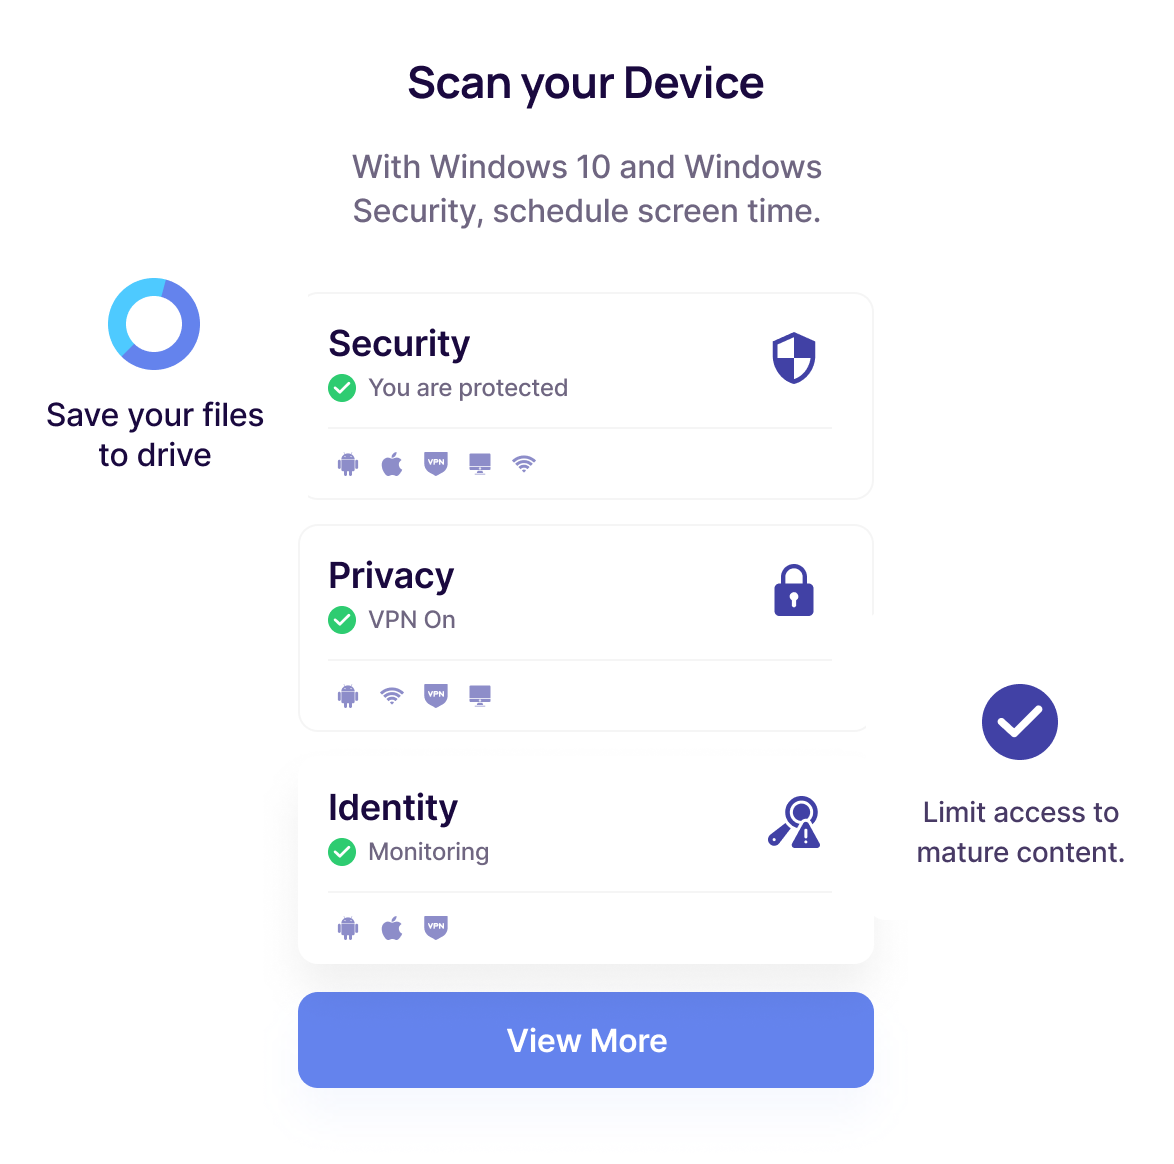 Scan your Device
With Windows 10 and Windows
Security, schedule screen time.
Save your files
to drive
Security
You are protected
VPN
Privacy
VPN On
VPN
Identity
Monitoring
VPN
Limit access to
mature content.
View More